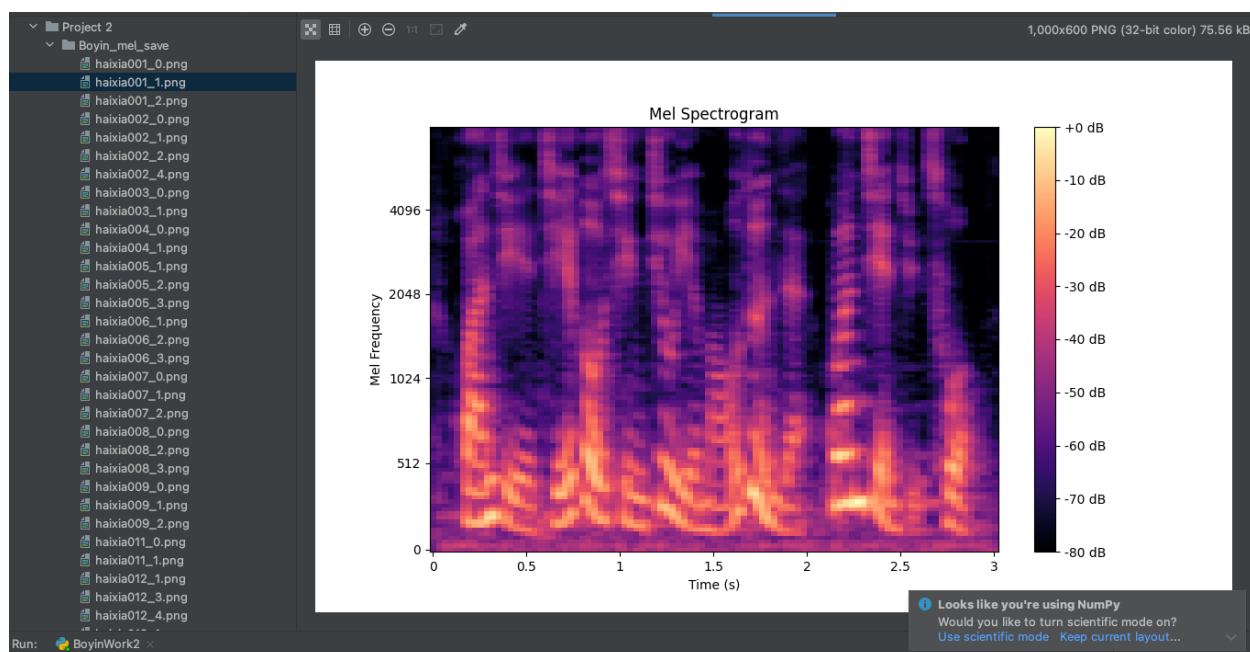 Project 2
Boyin_mel_save
haixia001_0.png
haixia001_1.png
haixia001_2.png
haixia002_0.png
haixia002_1.png
haixia002_2.png
haixia002_4.png
haixia003_0.png
haixia003_1.png
haixia004_0.png
haixia004_1.png
haixia005_1.png
haixia005_2.png
haixia005_3.png
haixia006_1.png
haixia006_2.png
haixia006_3.png
haixia007_0.png
haixia007_1.png
haixia007_2.png
haixia008_0.png
haixia008_2.png
haixia008_3.png
haixia009_0.png
haixia009_1.png
haixia009_2.png
haixia011_0.png
haixia011_1.png
haixia012_1.png
haixia012_3.png
haixia012_4.png
1:1
1,000x600 PNG (32-bit color) 75.56 kB
Mel Spectrogram
Mel Frequency
4096
2048
1024
512
0
0 0.5 1 1.5 2 2.5 3
Time (s)
+0 dB
-10 dB
-20 dB
-30 dB
-40 dB
-50 dB
-60 dB
-70 dB
-80 dB
Looks like you're using NumPy
Would you like to turn scientific mode on?
Use scientific mode Keep current layout...
Run: BoyinWork2